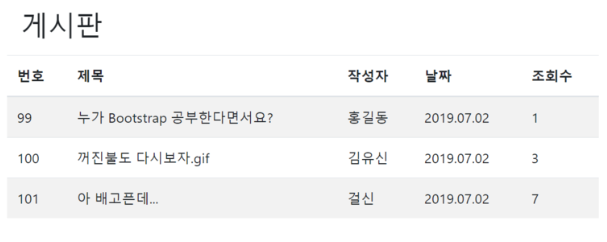 게시판
번호 제목 작성자 날짜 조회수
99 누가 Bootstrap 공부한다면서요? 홍길동 2019.07.02 1
100 꺼진불도 다시보자.gif 김유신 2019.07.02 3
101 아 배고픈데... 걸신 2019.07.02 7